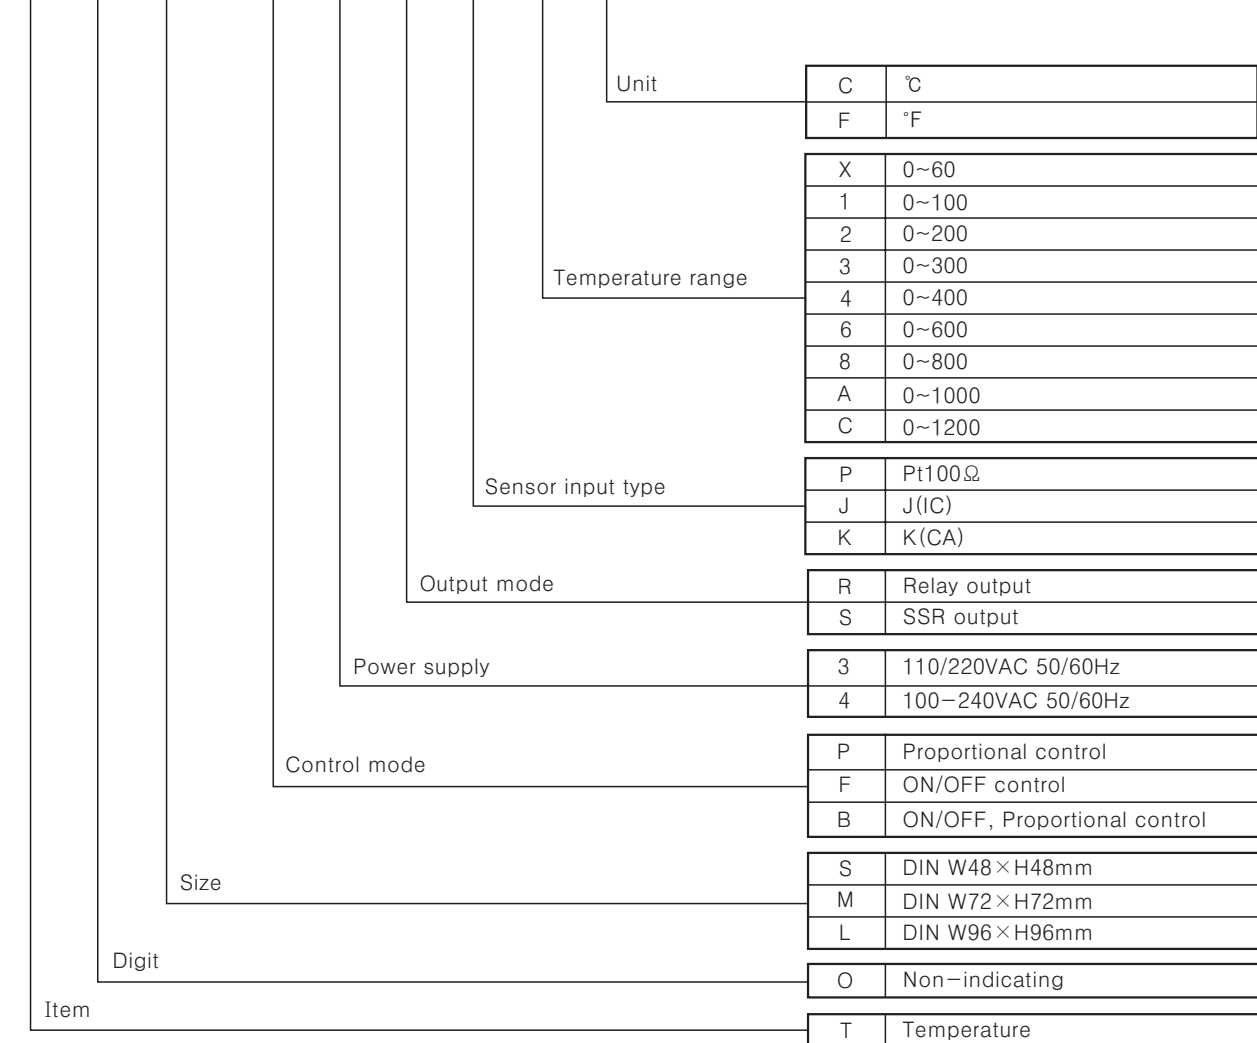 Unit
C ℃
F °F
X 0~60
1 0~100
2 0~200
3 0~300
Temperature range
4 0~400
6 0~600
8 0~800
A 0~1000
C 0~1200
P Pt100Ω
Sensor input type
J J(IC)
K K(CA)
Output mode
R Relay output
S SSR output
Power supply
3 110/220VAC 50/60Hz
4 100-240VAC 50/60Hz
P Proportional control
Control mode
F ON/OFF control
B ON/OFF, Proportional control
S DIN W48×H48mm
Size
M DIN W72×H72mm
L DIN W96×H96mm
Digit
O Non-indicating
Item
T Temperature